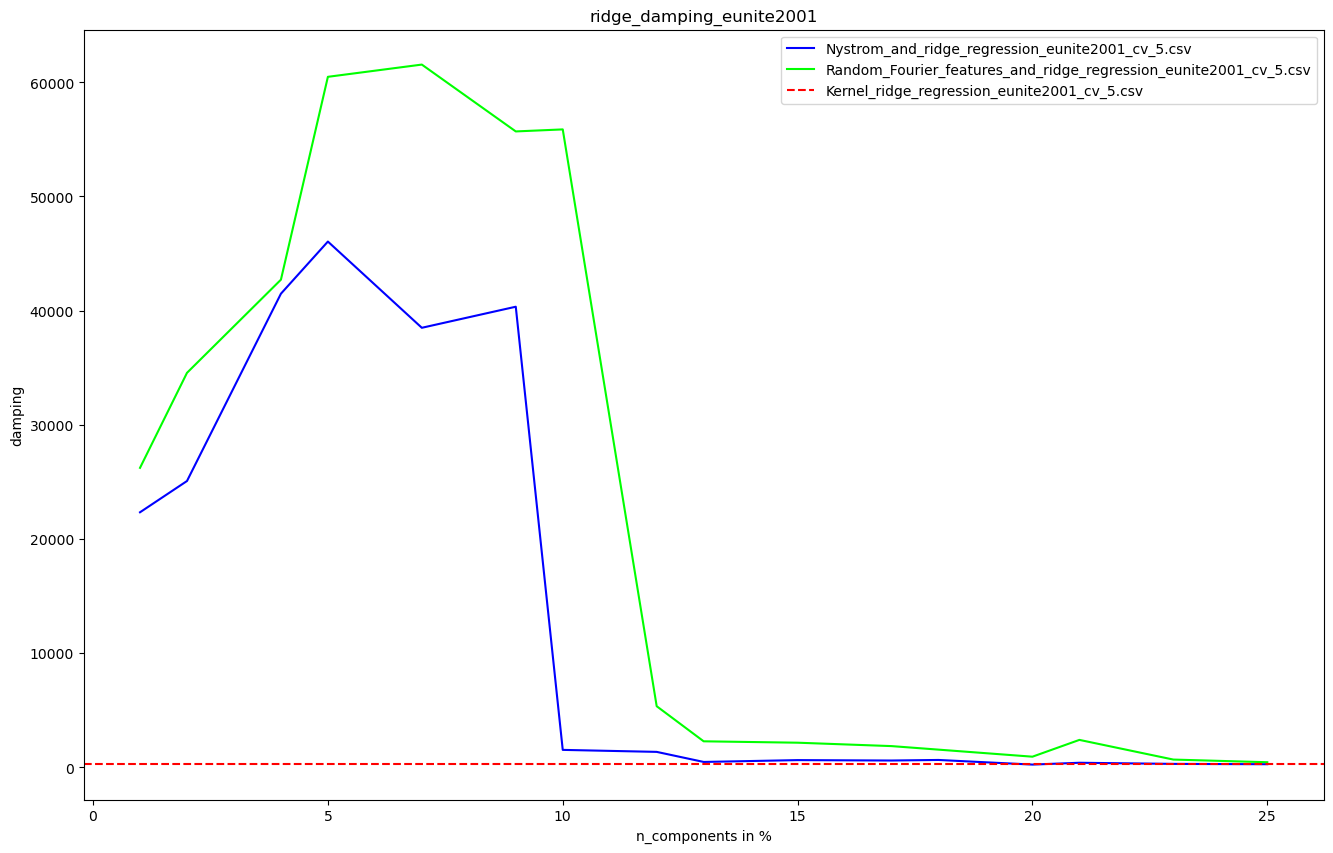 ridge_damping_eunite2001
Nystrom_and_ridge_regression_eunite2001_cv_5.csv
Random_Fourier_features_and_ridge_regression_eunite2001_cv_5.csv
Kernel_ridge_regression_eunite2001_cv_5.csv
damping
60000
50000
40000
30000
20000
10000
0
0 5 10 15 20 25
n_components in %